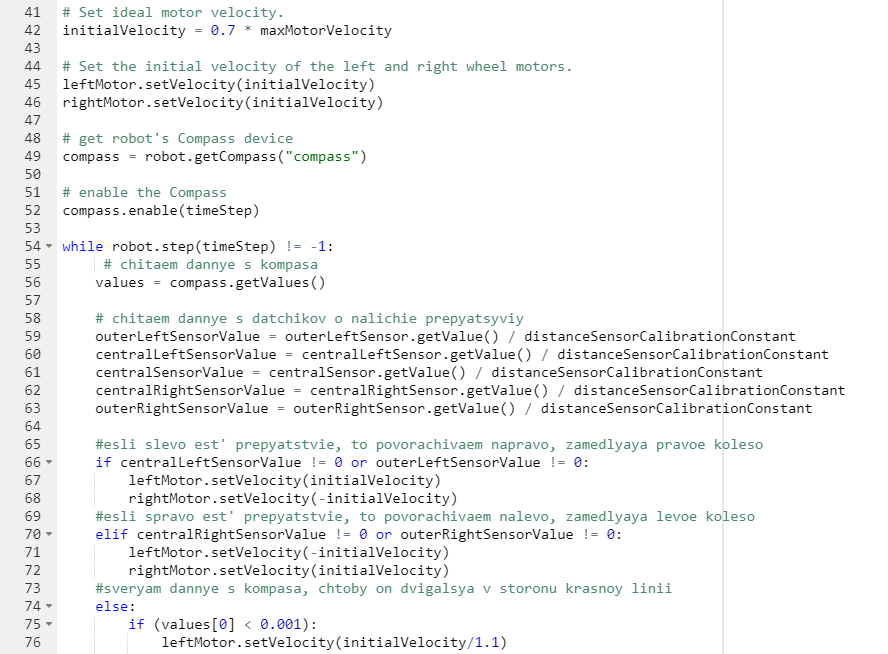 41 # Set ideal motor velocity.
42 initialVelocity = 0.7 * maxMotorVelocity
43
44 # Set the initial velocity of the left and right wheel motors.
45 leftMotor.setVelocity(initialVelocity)
46 rightMotor.setVelocity(initialVelocity)
47
48 # get robot's Compass device
49 compass = robot.getCompass("compass")
50
51 # enable the Compass
52 compass.enable(timeStep)
53
54 while robot.step(timeStep) != -1:
55      # chitaem dannye s kompasa
56     values = compass.getValues()
57
58     # chitaem dannye s datchikov o nalichie prepyatsyviy
59     outerLeftSensorValue = outerLeftSensor.getValue() / distanceSensorCalibrationConstant
60     centralLeftSensorValue = centralLeftSensor.getValue() / distanceSensorCalibrationConstant
61     centralSensorValue = centralSensor.getValue() / distanceSensorCalibrationConstant
62     centralRightSensorValue = centralRightSensor.getValue() / distanceSensorCalibrationConstant
63     outerRightSensorValue = outerRightSensor.getValue() / distanceSensorCalibrationConstant
64
65     #esli slevo est' prepyatstvie, to povorachivaem napravo, zamedlyaya pravoe koleso
66     if centralLeftSensorValue != 0 or outerLeftSensorValue != 0:
67         leftMotor.setVelocity(initialVelocity)
68         rightMotor.setVelocity(-initialVelocity)
69     #esli spravo est' prepyatstvie, to povorachivaem nalevo, zamedlyaya levoe koleso
70     elif centralRightSensorValue != 0 or outerRightSensorValue != 0:
71         leftMotor.setVelocity(-initialVelocity)
72         rightMotor.setVelocity(initialVelocity)
73     #sveryam dannye s kompasa, chtoby on dvigalsya v storonu krasnoy linii
74     else:
75         if (values[0] < 0.001):
76             leftMotor.setVelocity(initialVelocity/1.1)